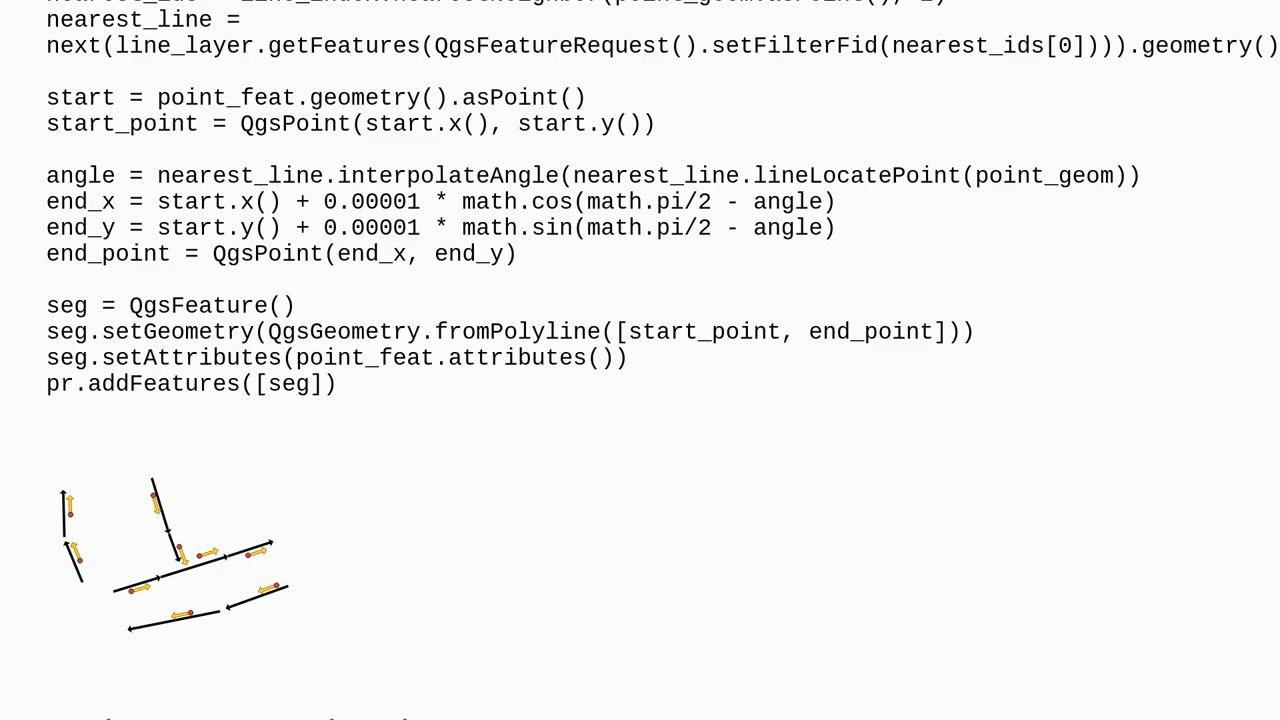 nearest_line =
next(line_layer.getFeatures(QgsFeatureRequest().setFilterFid(nearest_ids[0]))).geometry()
start = point_feat.geometry().asPoint()
start_point = QgsPoint(start.x(), start.y())
angle = nearest_line.interpolateAngle(nearest_line.lineLocatePoint(point_geom))
end_x = start.x() + 0.00001 * math.cos(math.pi/2 - angle)
end_y = start.y() + 0.00001 * math.sin(math.pi/2 - angle)
end_point = QgsPoint(end_x, end_y)
seg = QgsFeature()
seg.setGeometry(QgsGeometry.fromPolyline([start_point, end_point]))
seg.setAttributes(point_feat.attributes())
pr.addFeatures([seg])